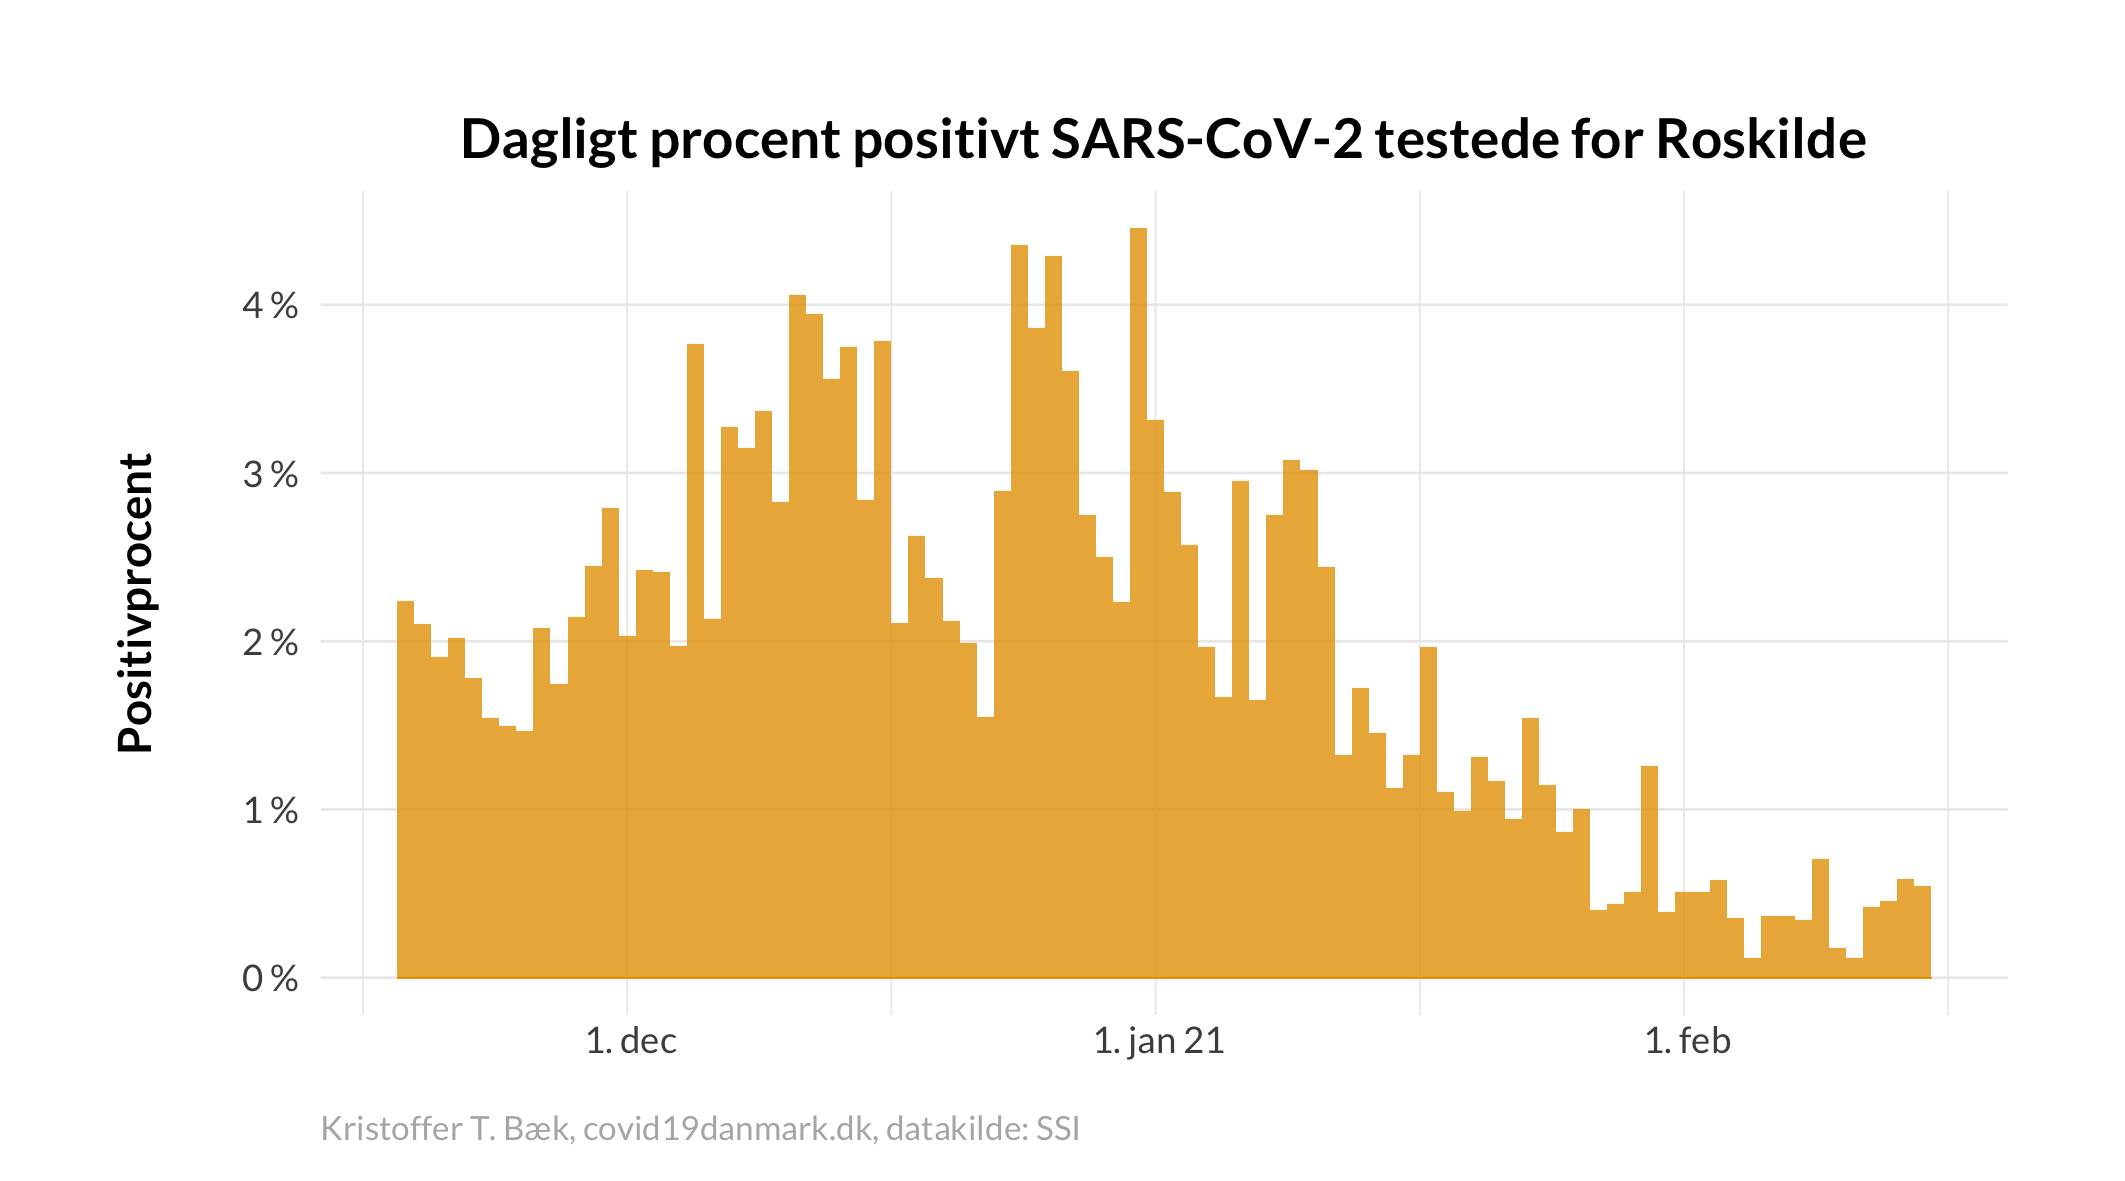 Dagligt procent positivt SARS-CoV-2 testede for Roskilde
Positivprocent
4 %
3 %
2 %
1 %
0 %
1. dec
1. jan 21
1. feb
Kristoffer T. Bæk, covid19danmark.dk, datakilde: SSI